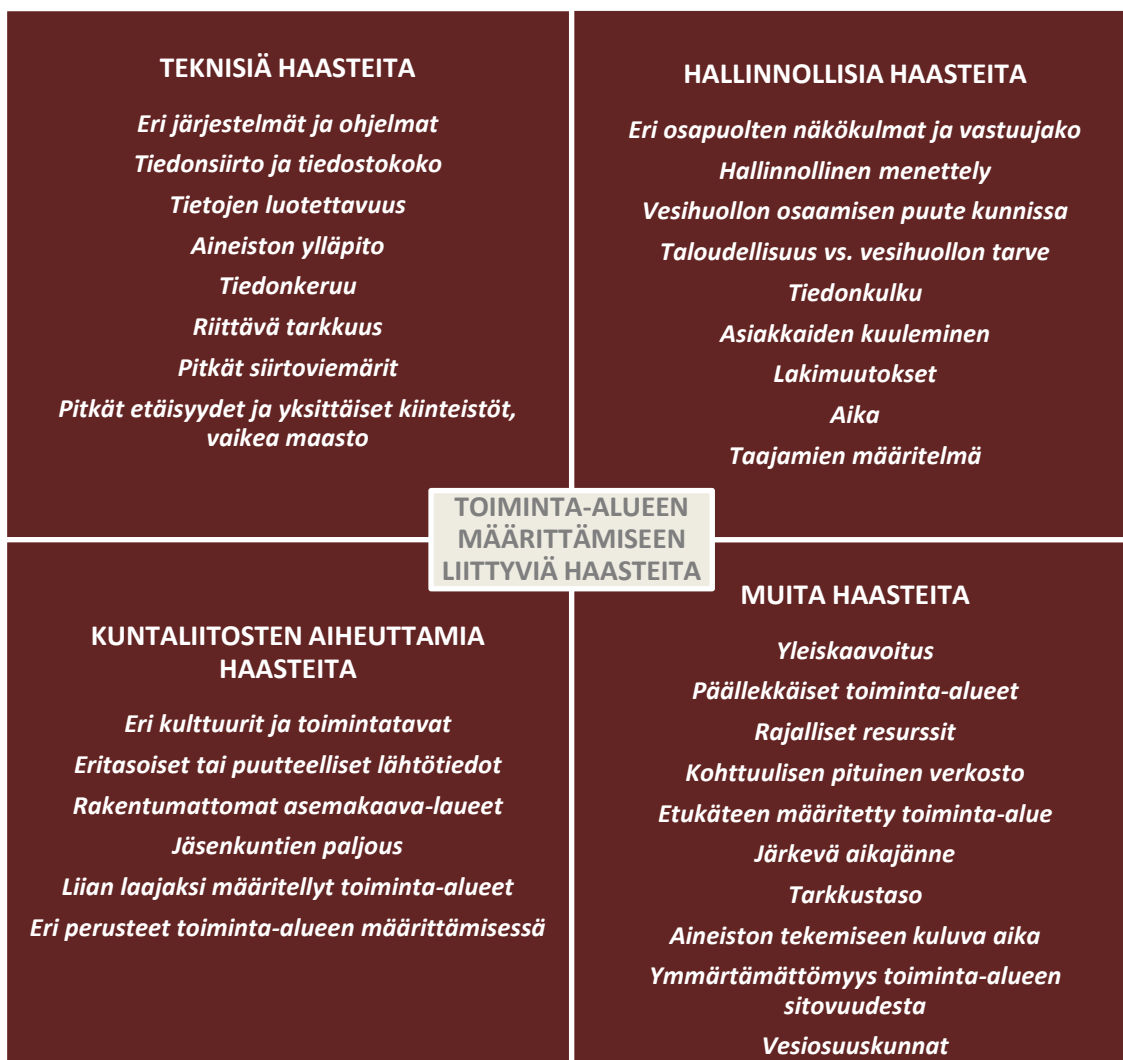 TEKNISIÄ HAASTEITA
Eri järjestelmät ja ohjelmat
Tiedonsiirto ja tiedostokoko
Tietojen luotettavuus
Aineiston ylläpito
Tiedonkeruu
Riittävä tarkkuus
Pitkät siirtoviemärit
Pitkät etäisyydet ja yksittäiset kiinteistöt,
vaikea maasto
HALLINNOLLISIA HAASTEITA
Eri osapuolten näkökulmat ja vastuujako
Hallinnollinen menettely
Vesihuollon osaamisen puute kunnissa
Taloudellisuus vs. vesihuollon tarve
Tiedonkulku
Asiakkaiden kuuleminen
Lakimuutokset
Aika
Taajamien määritelmä
TOIMINTA-ALUEEN
MÄÄRITTÄMISEEN
LIITTYVIÄ HAASTEITA
KUNTALIITOSTEN AIHEUTTAMIA
HAASTEITA
Eri kulttuurit ja toimintatavat
Eritasoiset tai puutteelliset lähtötiedot
Rakentumattomat asemakaava-laueet
Jäsenkuntien paljous
Liian laajaksi määritellyt toiminta-alueet
Eri perusteet toiminta-alueen määrittämisessä
MUITA HAASTEITA
Yleiskaavoitus
Päällekkäiset toiminta-alueet
Rajalliset resurssit
Kohttuulisen pituinen verkosto
Etukäteen määritetty toiminta-alue
Järkevä aikajänne
Tarkkustaso
Aineiston tekemiseen kuluva aika
Ymmärtämättömyys toiminta-alueen
sitovuudesta
Vesiosuuskunnat